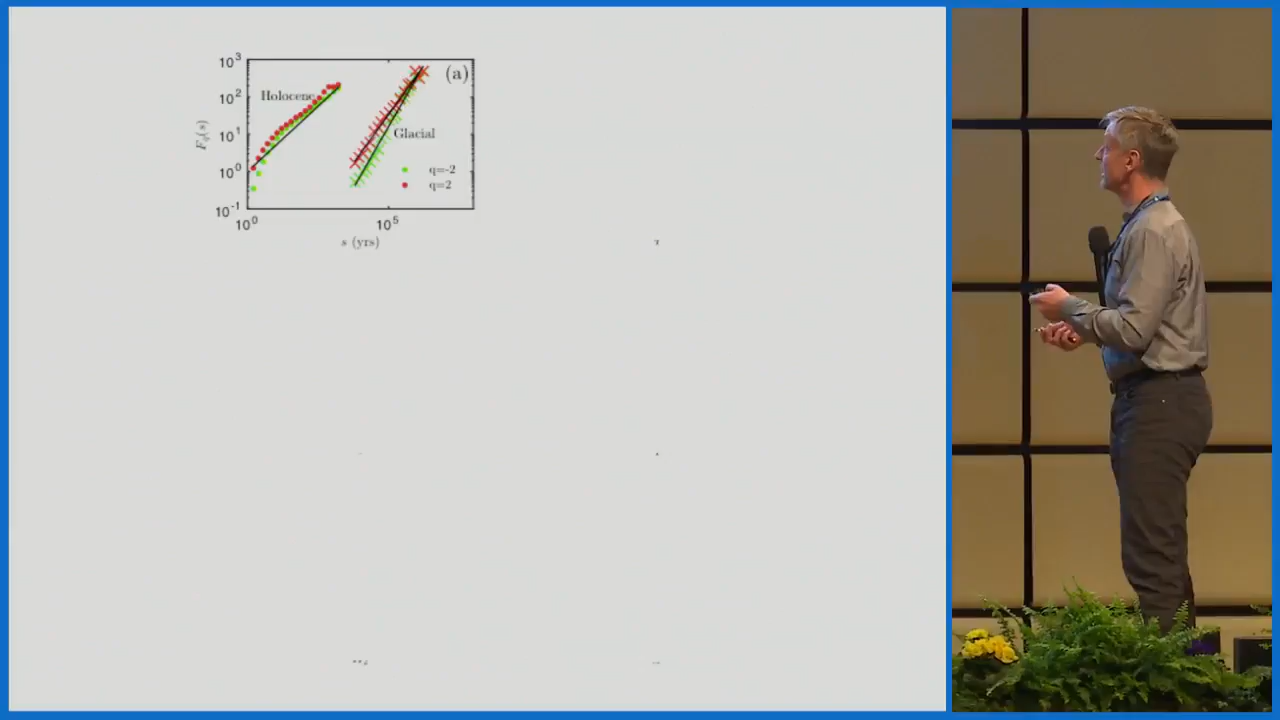 10³
(a)
10²
Holocene
10¹
Glacial
10⁰
q=-2
q=2
10⁻¹
10⁰
10⁵
F_q(s)
s (yrs)